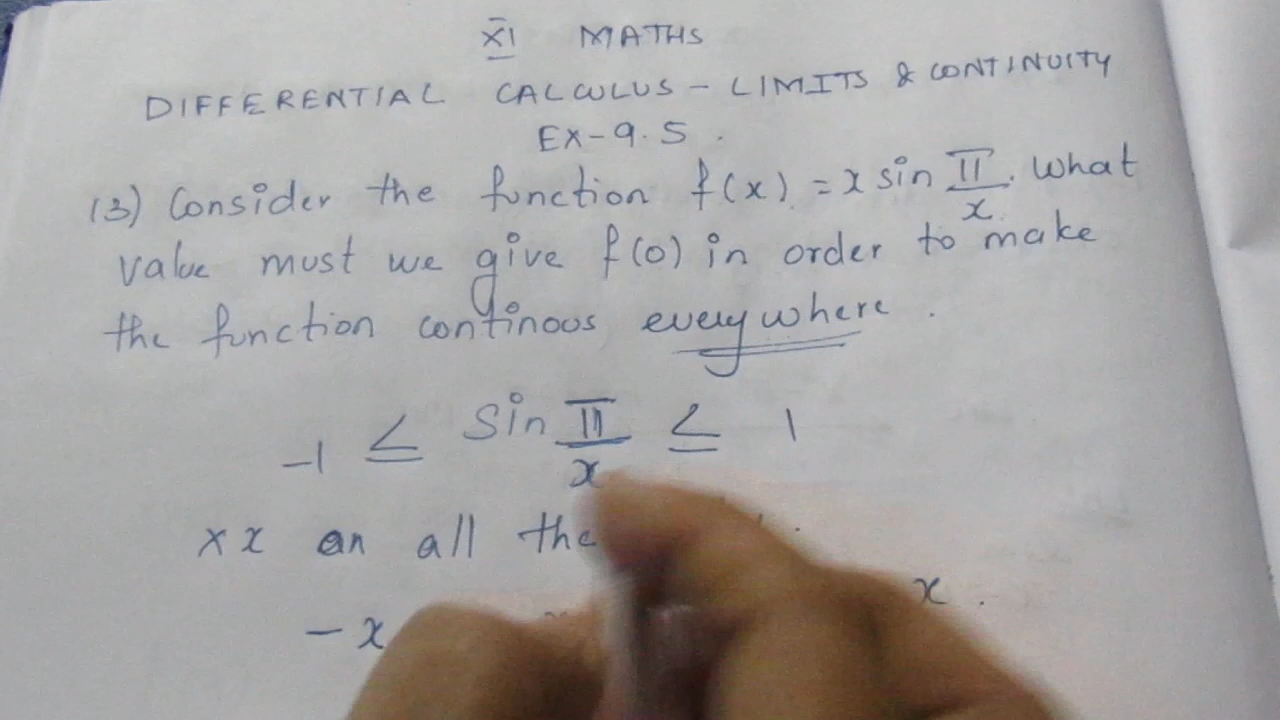 XI MATHS
DIFFERENTIAL CALCULUS - LIMITS & CONTINUITY
EX-9.5.
13) Consider the function f(x) = x sin π/x. What
value must we give f(0) in order to make
the function continous everywhere.
-1 ≤ sin π/x ≤ 1
x x on all the
-x x.